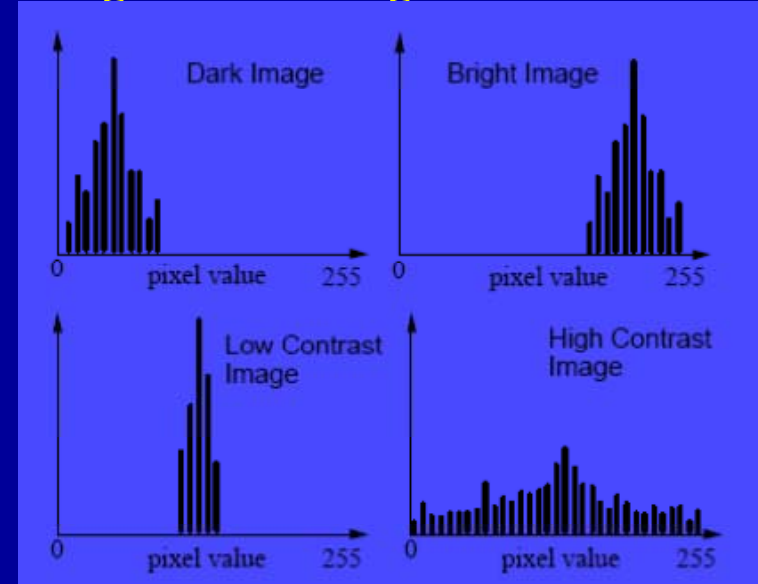 Dark Image
0 pixel value 255
Bright Image
0 pixel value 255
Low Contrast
Image
0 pixel value 255
High Contrast
Image
0 pixel value 255